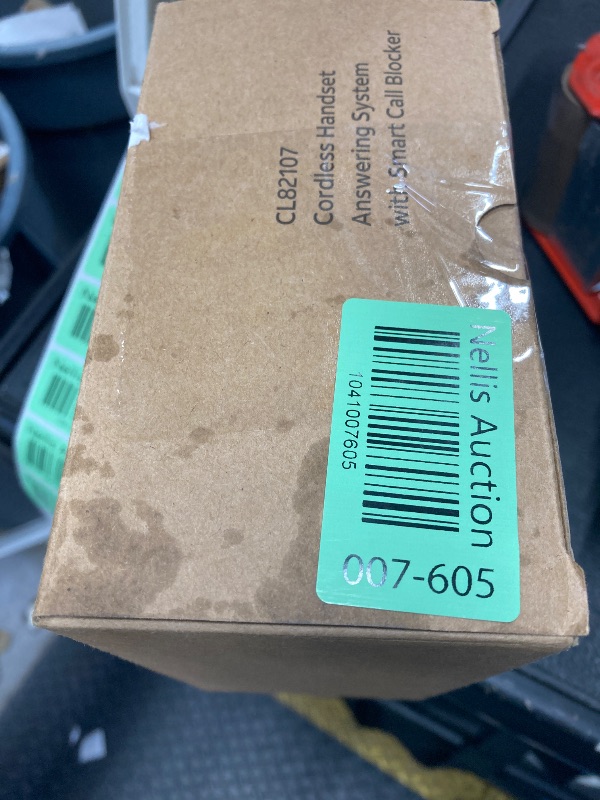 CL82107
Cordless Handset
Answering System
with Smart Call Blocker
Nellis Auction
1041007605
007-605